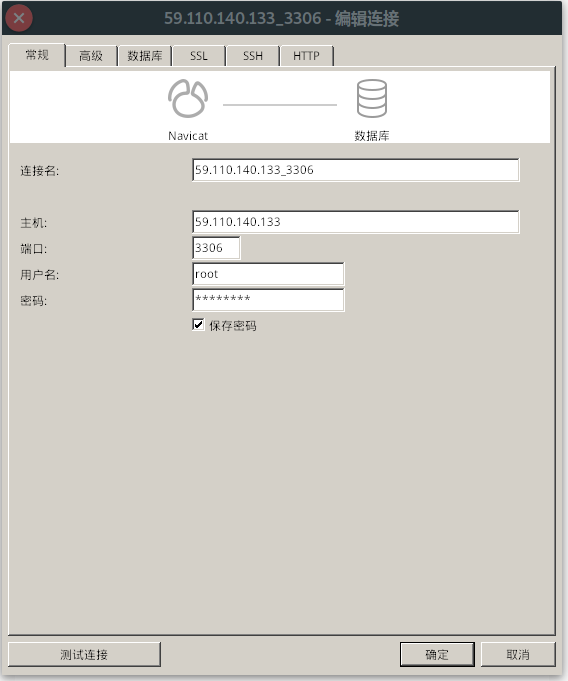 59.110.140.133_3306 - 编辑连接
常规 高级 数据库 SSL SSH HTTP
Navicat 数据库
连接名: 59.110.140.133_3306
主机: 59.110.140.133
端口: 3306
用户名: root
密码: ********
保存密码
测试连接 确定 取消